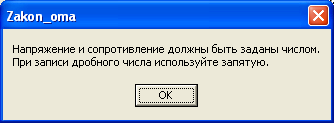 Zakon_oma
Напряжение и сопротивление должны быть заданы числом.
При записи дробного числа используйте запятую.
OK